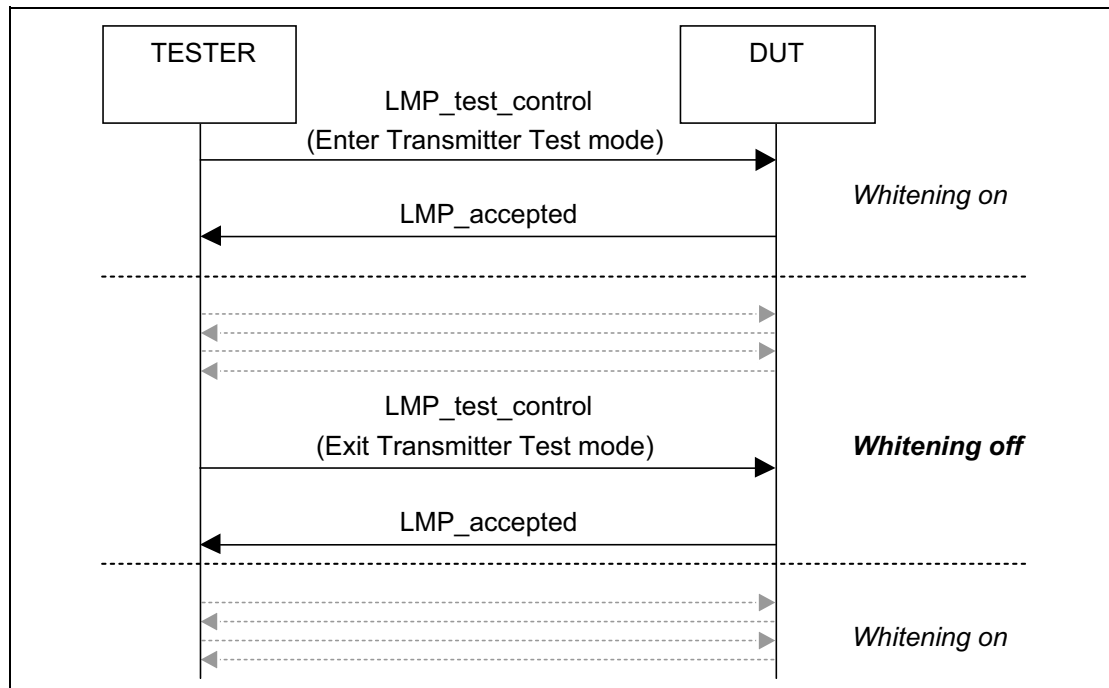 TESTER
DUT
LMP_test_control
(Enter Transmitter Test mode)
Whitening on
LMP_accepted
LMP_test_control
(Exit Transmitter Test mode)
Whitening off
LMP_accepted
Whitening on